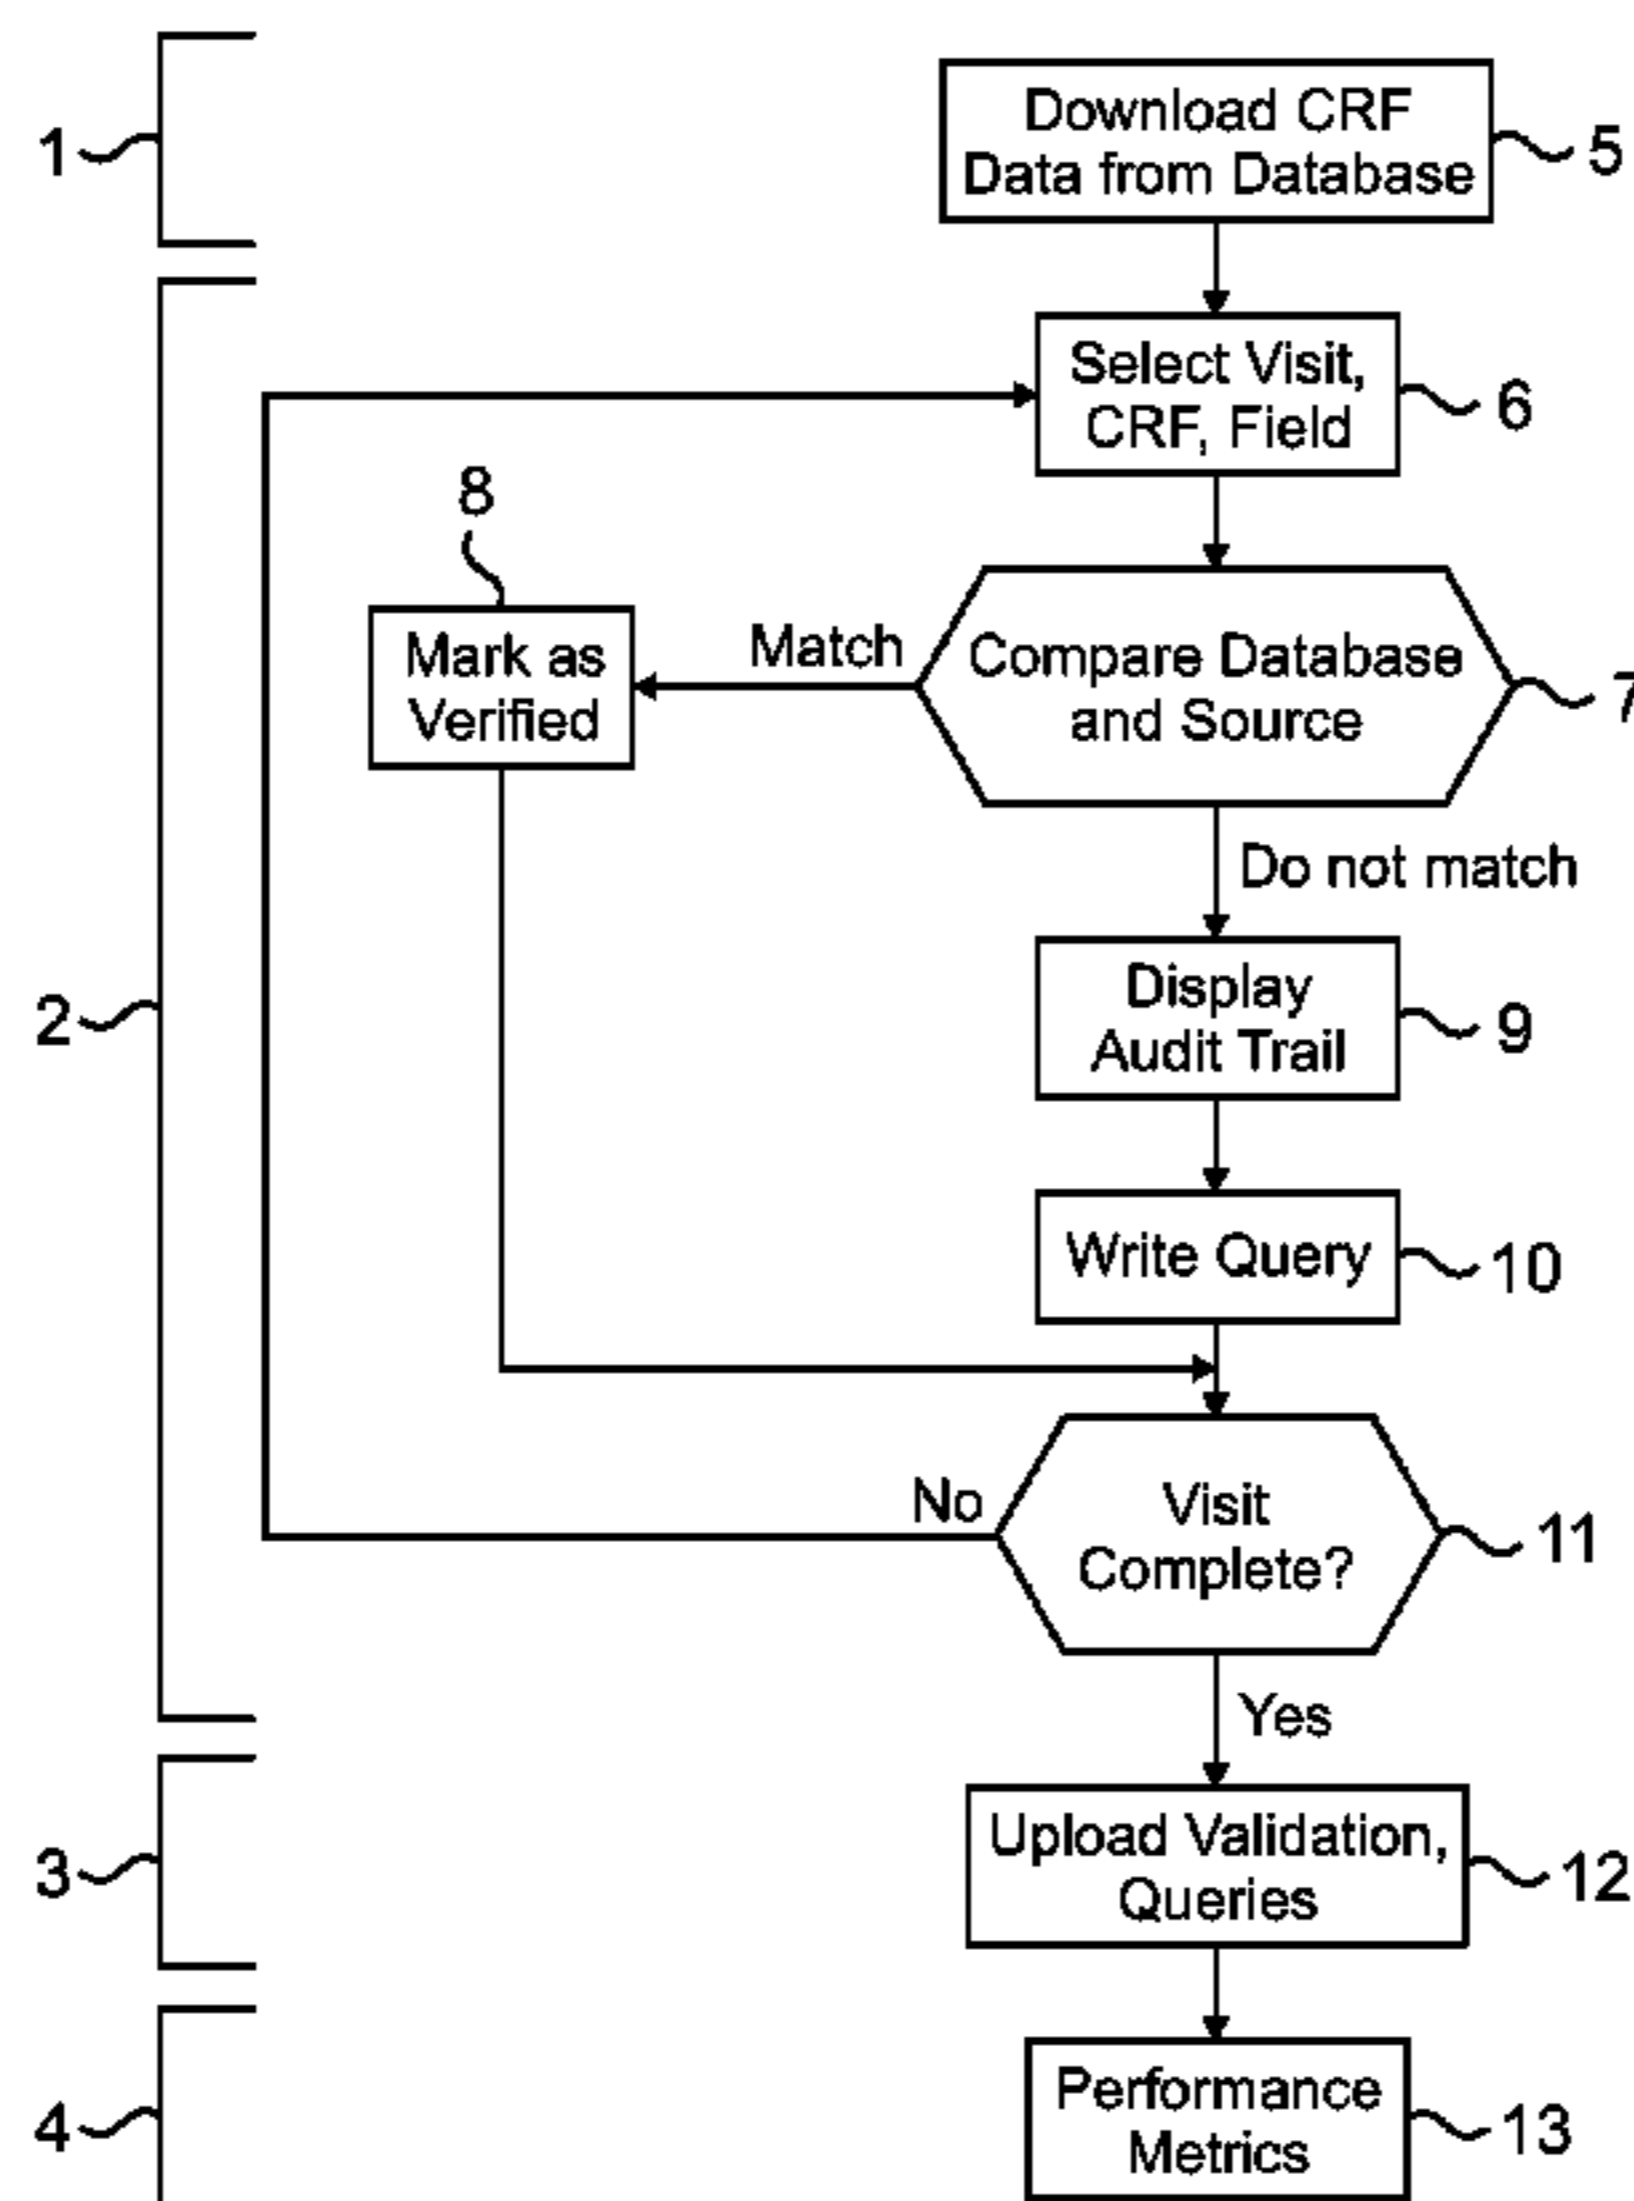 1
Download CRF
Data from Database
5
Select Visit,
CRF, Field
6
8
Mark as
Verified
Match
Compare Database
and Source
7
Do not match
2
Display
Audit Trail
9
Write Query
10
No
Visit
Complete?
11
Yes
3
Upload Validation,
Queries
12
4
Performance
Metrics
13